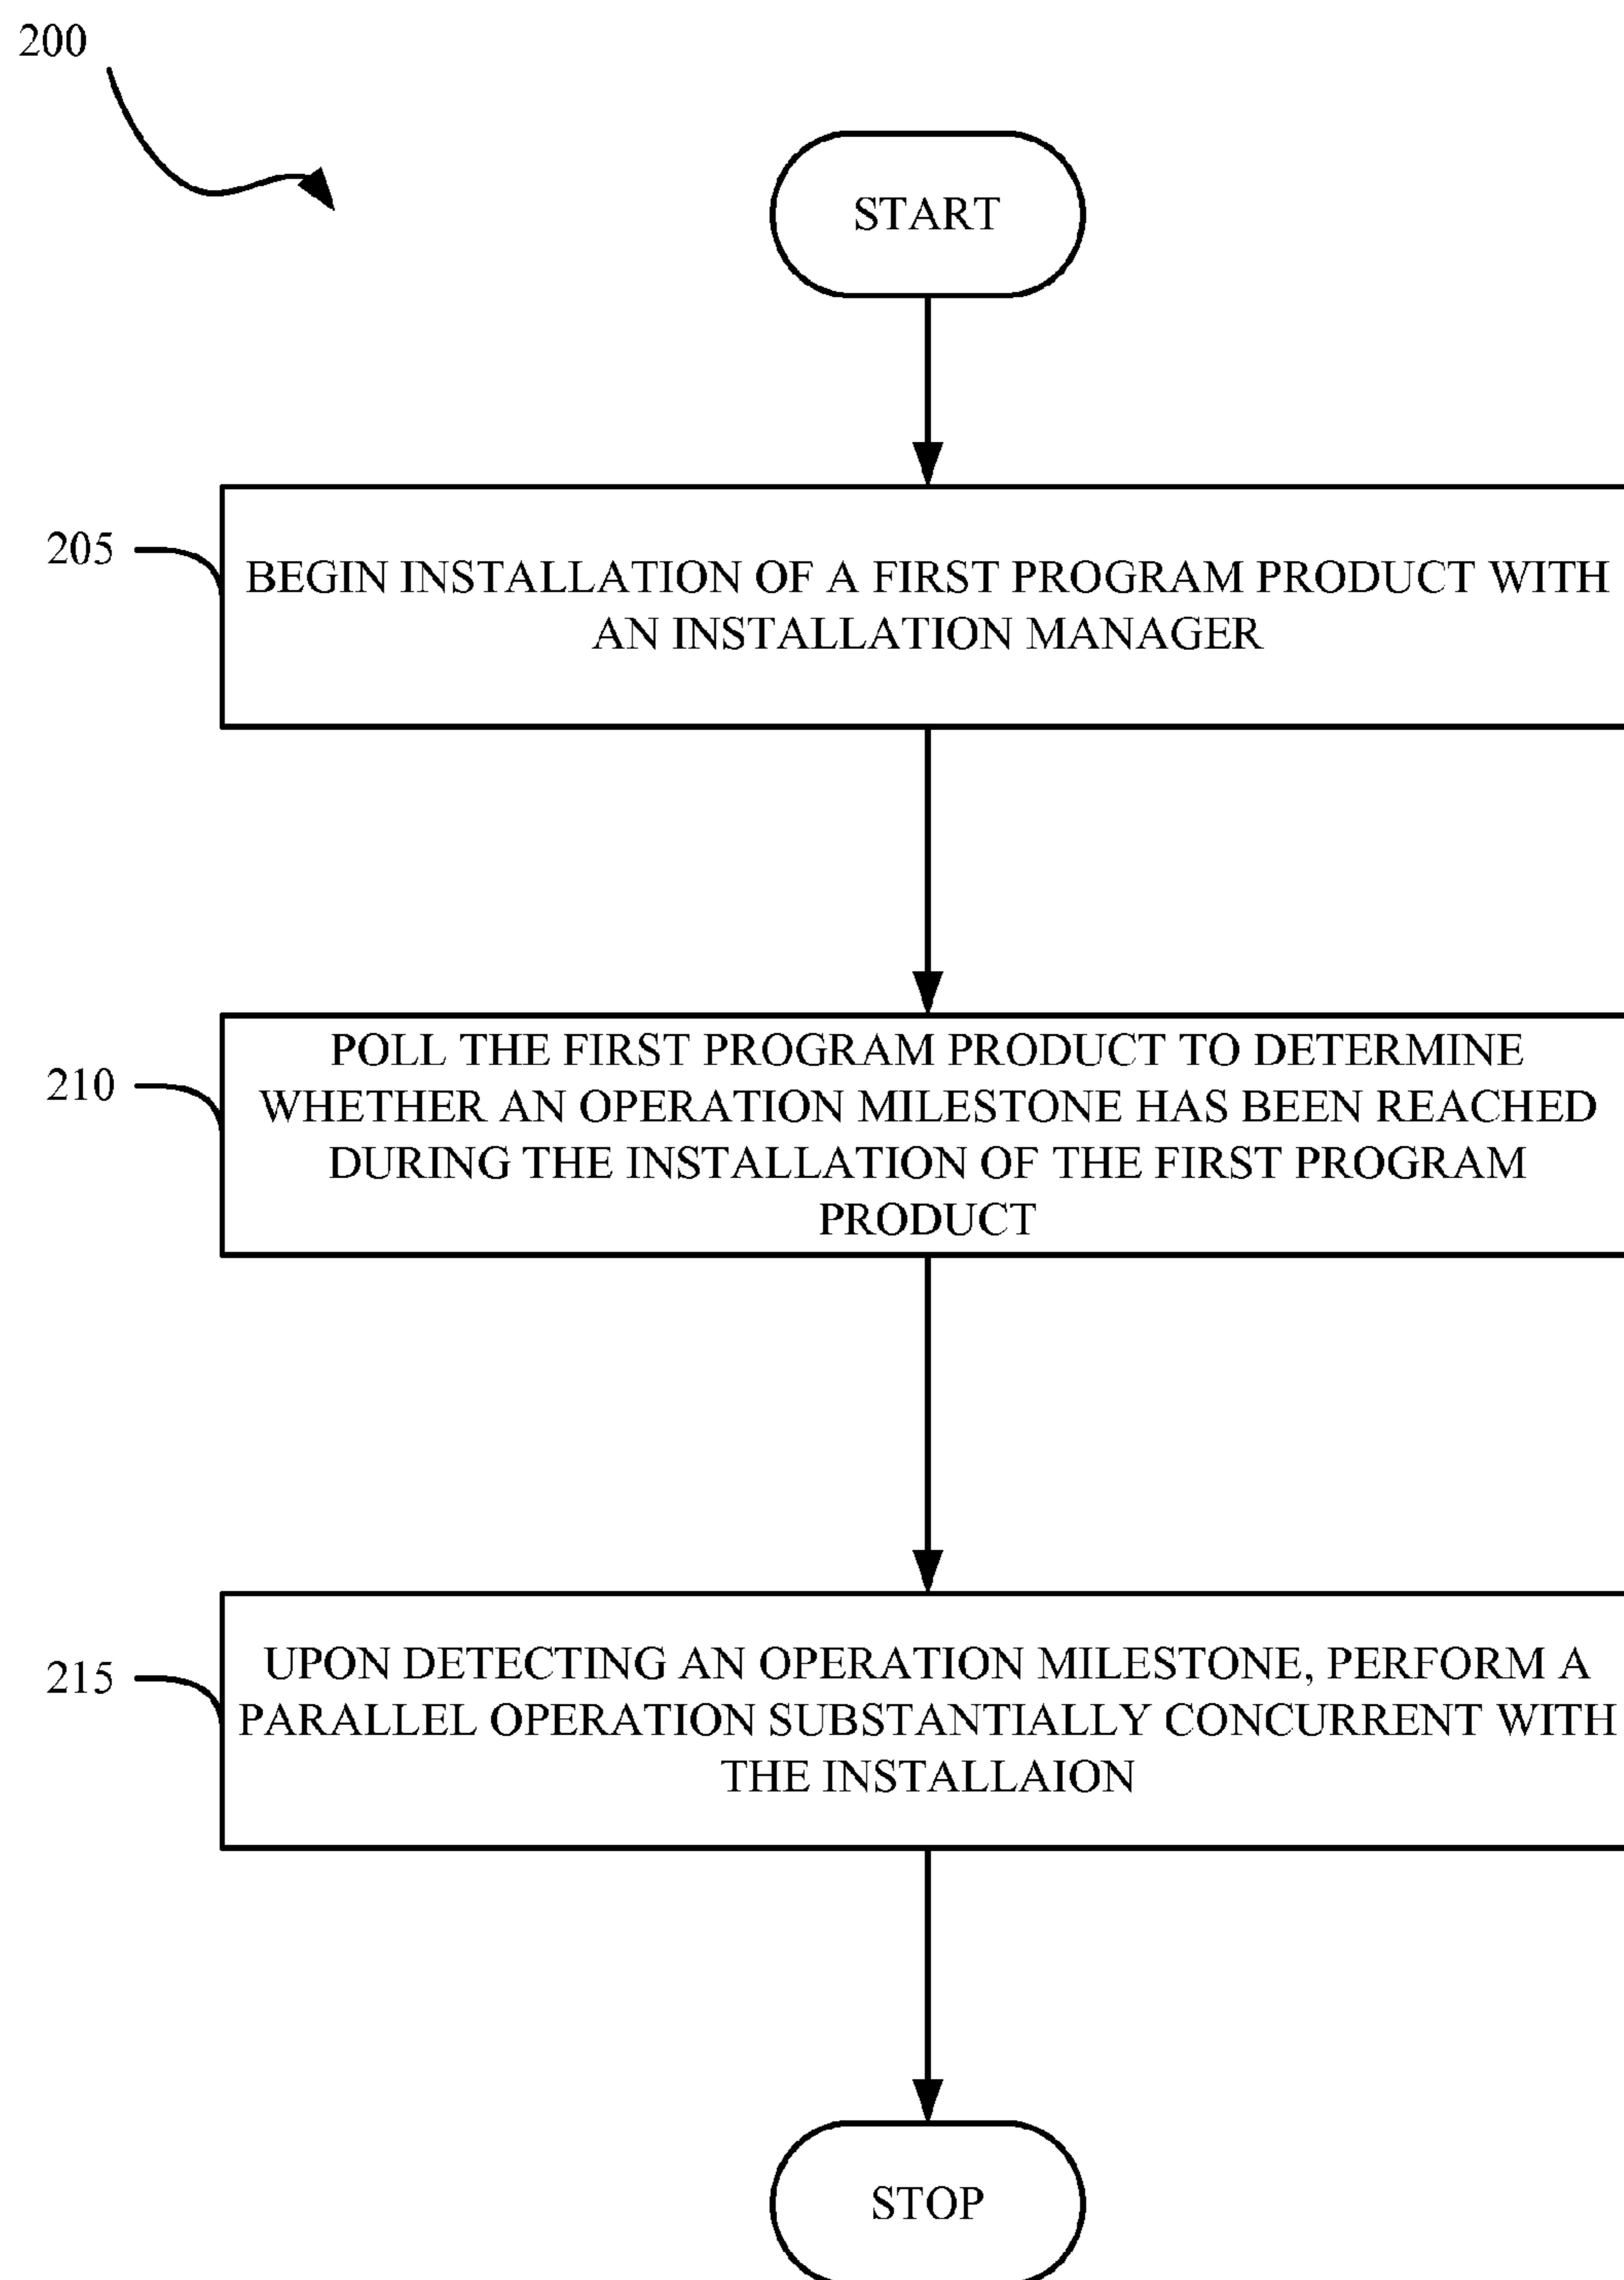 200
START
205
BEGIN INSTALLATION OF A FIRST PROGRAM PRODUCT WITH
AN INSTALLATION MANAGER
210
POLL THE FIRST PROGRAM PRODUCT TO DETERMINE
WHETHER AN OPERATION MILESTONE HAS BEEN REACHED
DURING THE INSTALLATION OF THE FIRST PROGRAM
PRODUCT
215
UPON DETECTING AN OPERATION MILESTONE, PERFORM A
PARALLEL OPERATION SUBSTANTIALLY CONCURRENT WITH
THE INSTALLAION
STOP